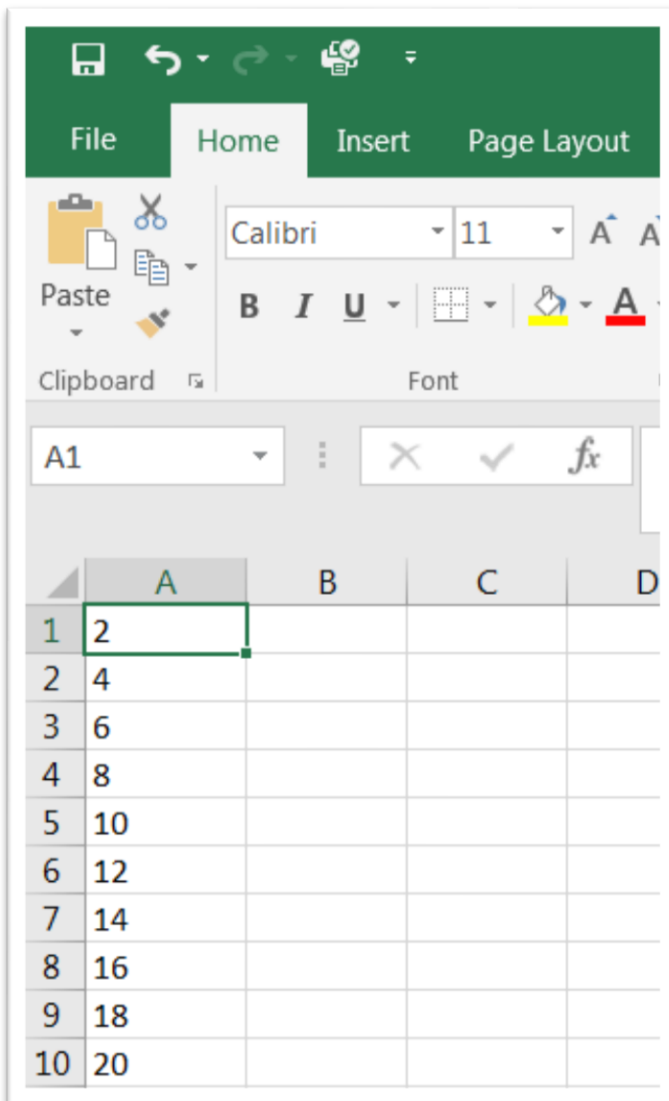 File Home Insert Page Layout
Calibri 11 A A
Paste
B I U A
Clipboard Font
A1 fx
A B C D
1 2
2 4
3 6
4 8
5 10
6 12
7 14
8 16
9 18
10 20